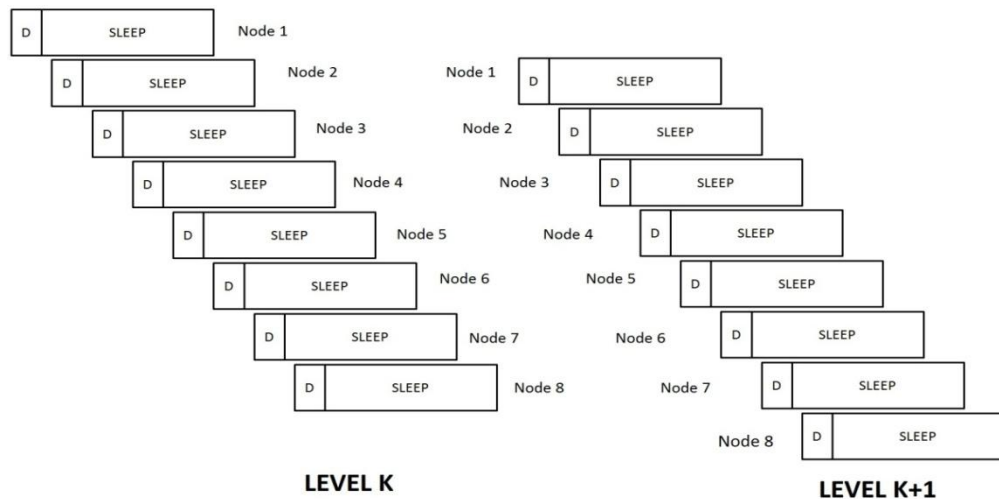 D SLEEP Node 1
D SLEEP Node 2
D SLEEP Node 3
D SLEEP Node 4
D SLEEP Node 5
D SLEEP Node 6
D SLEEP Node 7
D SLEEP Node 8
LEVEL K
Node 1 D SLEEP
Node 2 D SLEEP
Node 3 D SLEEP
Node 4 D SLEEP
Node 5 D SLEEP
Node 6 D SLEEP
Node 7 D SLEEP
Node 8 D SLEEP
LEVEL K+1